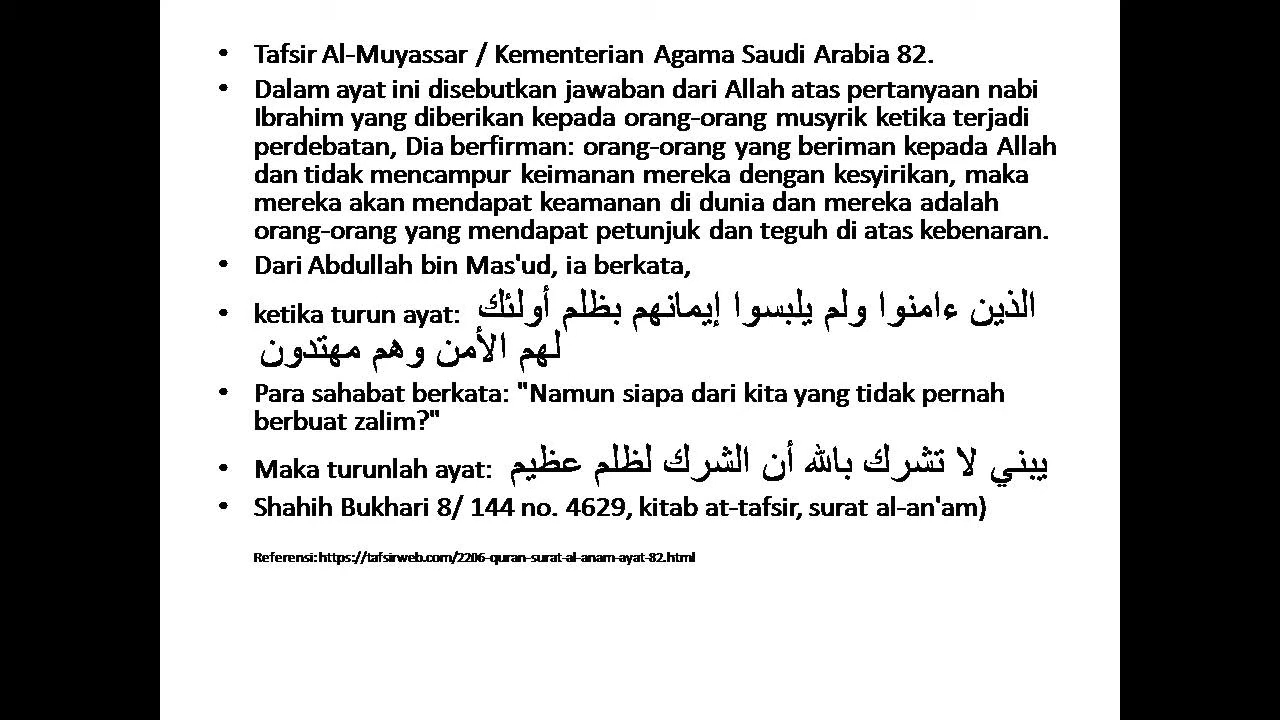 • Tafsir Al-Muyassar / Kementerian Agama Saudi Arabia 82.
• Dalam ayat ini disebutkan jawaban dari Allah atas pertanyaan nabi
Ibrahim yang diberikan kepada orang-orang musyrik ketika terjadi
perdebatan, Dia berfirman: orang-orang yang beriman kepada Allah
dan tidak mencampur keimanan mereka dengan kesyirikan, maka
mereka akan mendapat keamanan di dunia dan mereka adalah
orang-orang yang mendapat petunjuk dan teguh di atas kebenaran.
• Dari Abdullah bin Mas'ud, ia berkata,
• ketika turun ayat: الذين ءامنوا ولم يلبسوا إيمانهم بظلم أولئك
لهم الأمن وهم مهتدون
• Para sahabat berkata: "Namun siapa dari kita yang tidak pernah
berbuat zalim?"
• Maka turunlah ayat: يبني لا تشرك بالله أن الشرك لظلم عظيم
• Shahih Bukhari 8/ 144 no. 4629, kitab at-tafsir, surat al-an'am)
Referensi: https://tafsirweb.com/2206-quran-surat-al-anam-ayat-82.html